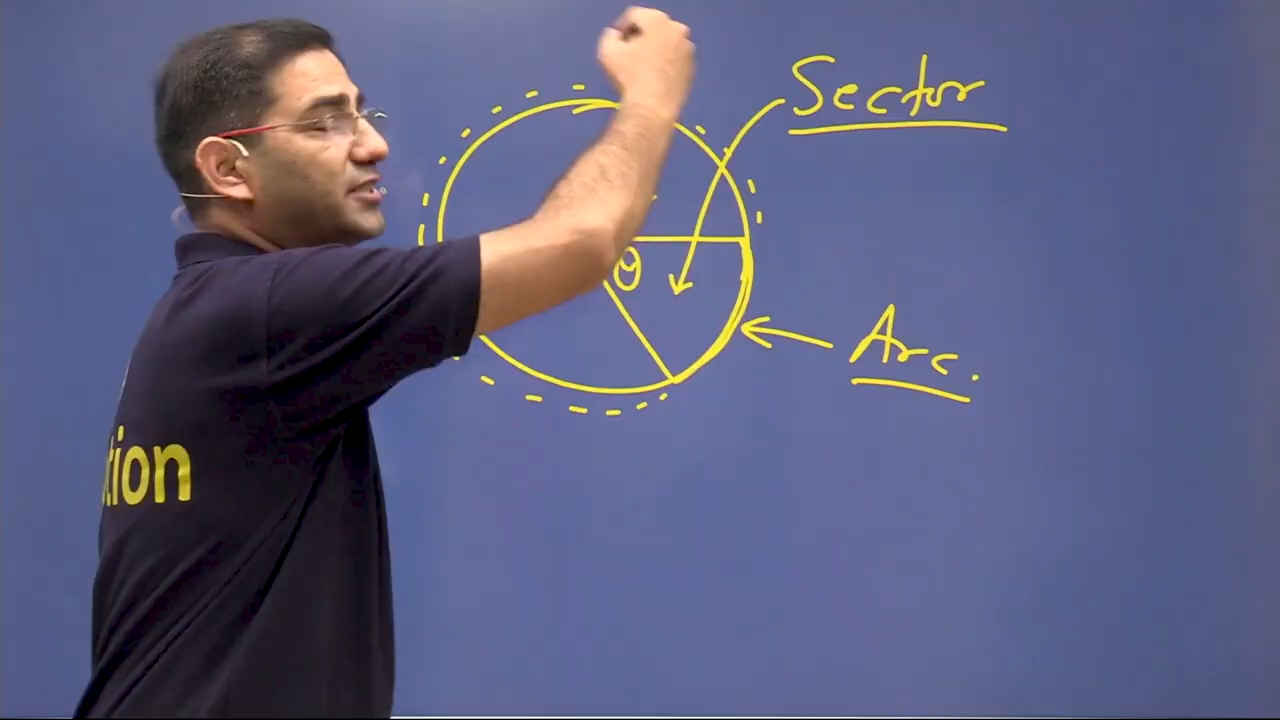 Sector
θ
Arc.
tion